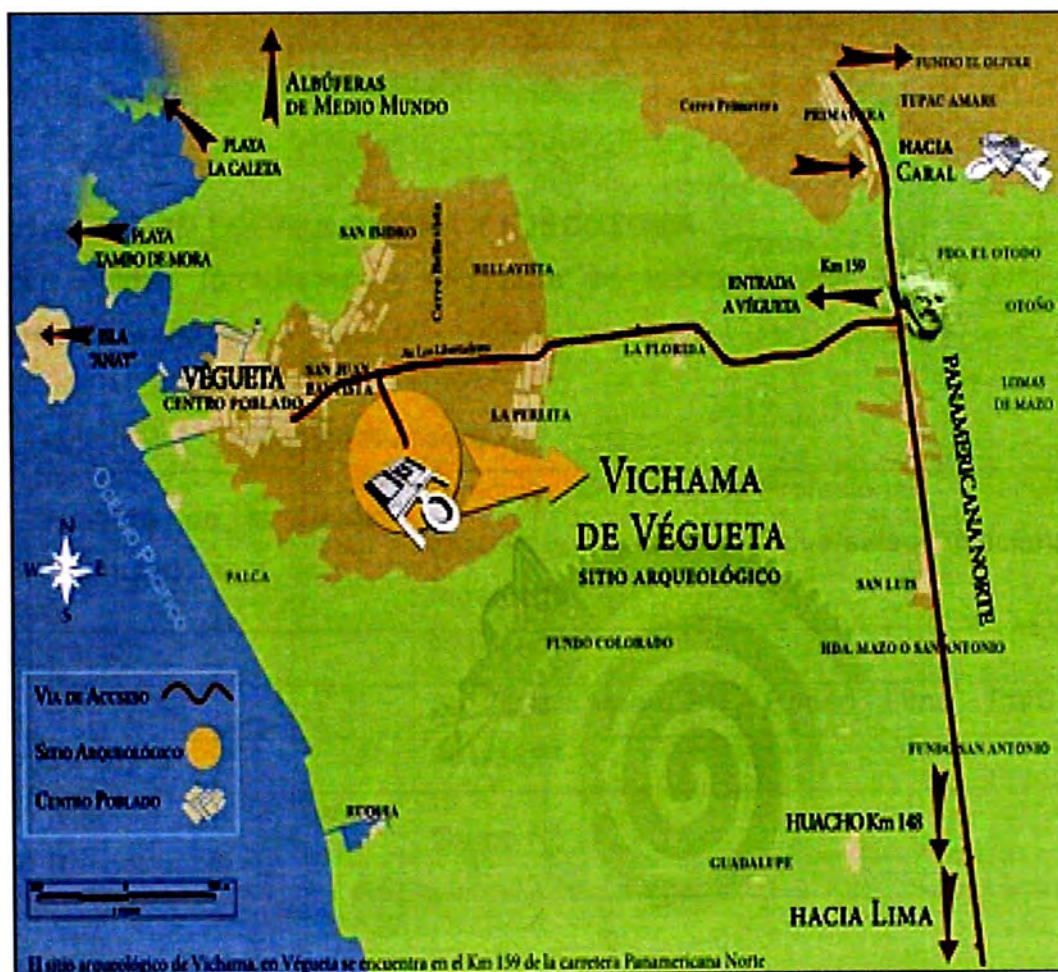 ALBÚFERAS
DE MEDIO MUNDO
PLAYA
LA CALETA
PLAYA
TAMBO DE MORA
ISLA
FUNDO EL OLIVAR
TUPAC AMARU
Cerro Primavera
PRIMAVERA
HACIA
CARAL
SAN ISIDRO
Cerro Bellavista
BELLAVISTA
Km 159
ENTRADA
A VÉGUETA
FDO. EL OTOÑO
OTOÑO
LOMAS
DE MAZO
PANAMERICANA NORTE
Av. Los Libertadores
LA FLORIDA
VÉGUETA
CENTRO POBLADO
SAN JUAN
BAUTISTA
LA PERLITA
VICHAMA
DE VÉGUETA
SITIO ARQUEOLÓGICO
Océano Pacífico
N
W E
S
PALCA
SAN LUIS
FUNDO COLORADO
HDA. MAZO O SAN ANTONIO
FUNDO SAN ANTONIO
VIA DE ACCESO
SITIO ARQUEOLÓGICO
CENTRO POBLADO
HUACHO Km 148
GUADALUPE
HACIA LIMA
El sitio arqueológico de Vichama, en Végueta se encuentra en el Km 159 de la carretera Panamericana Norte